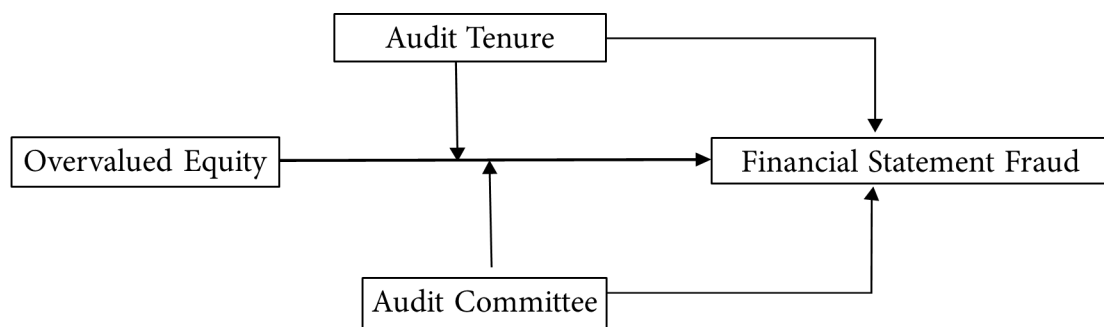 Audit Tenure
Overvalued Equity
Financial Statement Fraud
Audit Committee